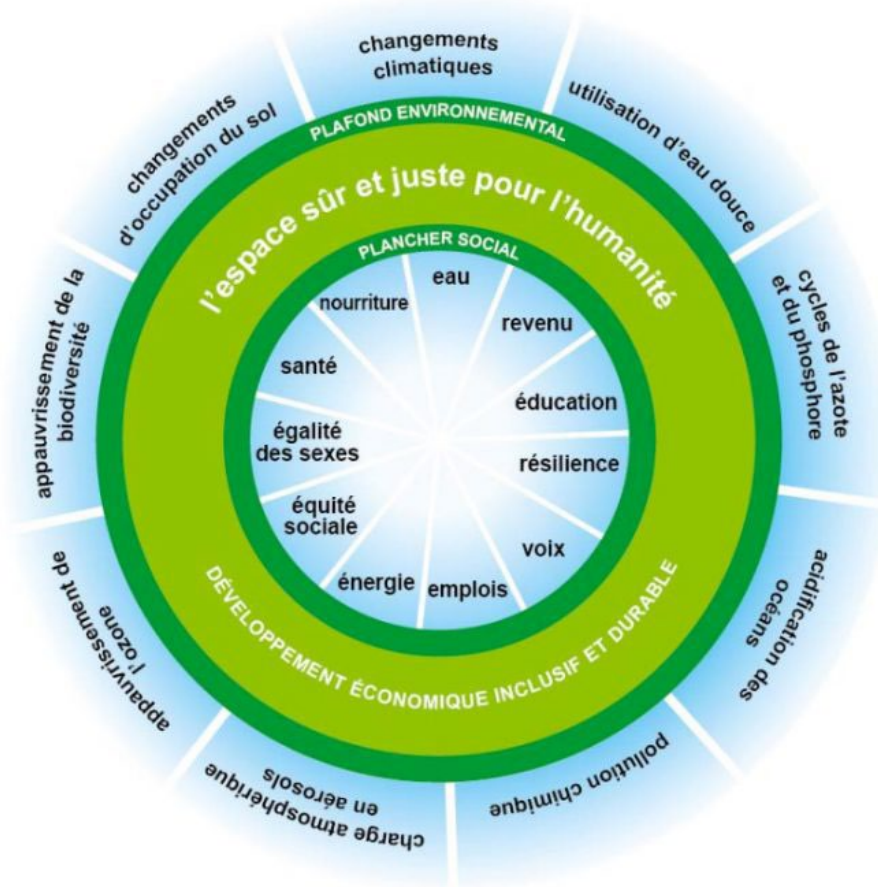 changements
climatiques
utilisation d'eau douce
cycles de l'azote
et du phosphore
acidification des
océans
pollution chimique
charge atmosphérique
en aérosols
appauvrissement de
l'ozone
appauvrissement de la
biodiversité
changements
d'occupation du sol
PLAFOND ENVIRONNEMENTAL
l'espace sûr et juste pour l'humanité
PLANCHER SOCIAL
eau
revenu
éducation
résilience
voix
emplois
énergie
équité
sociale
égalité
des sexes
santé
nourriture
DÉVELOPPEMENT ÉCONOMIQUE INCLUSIF ET DURABLE